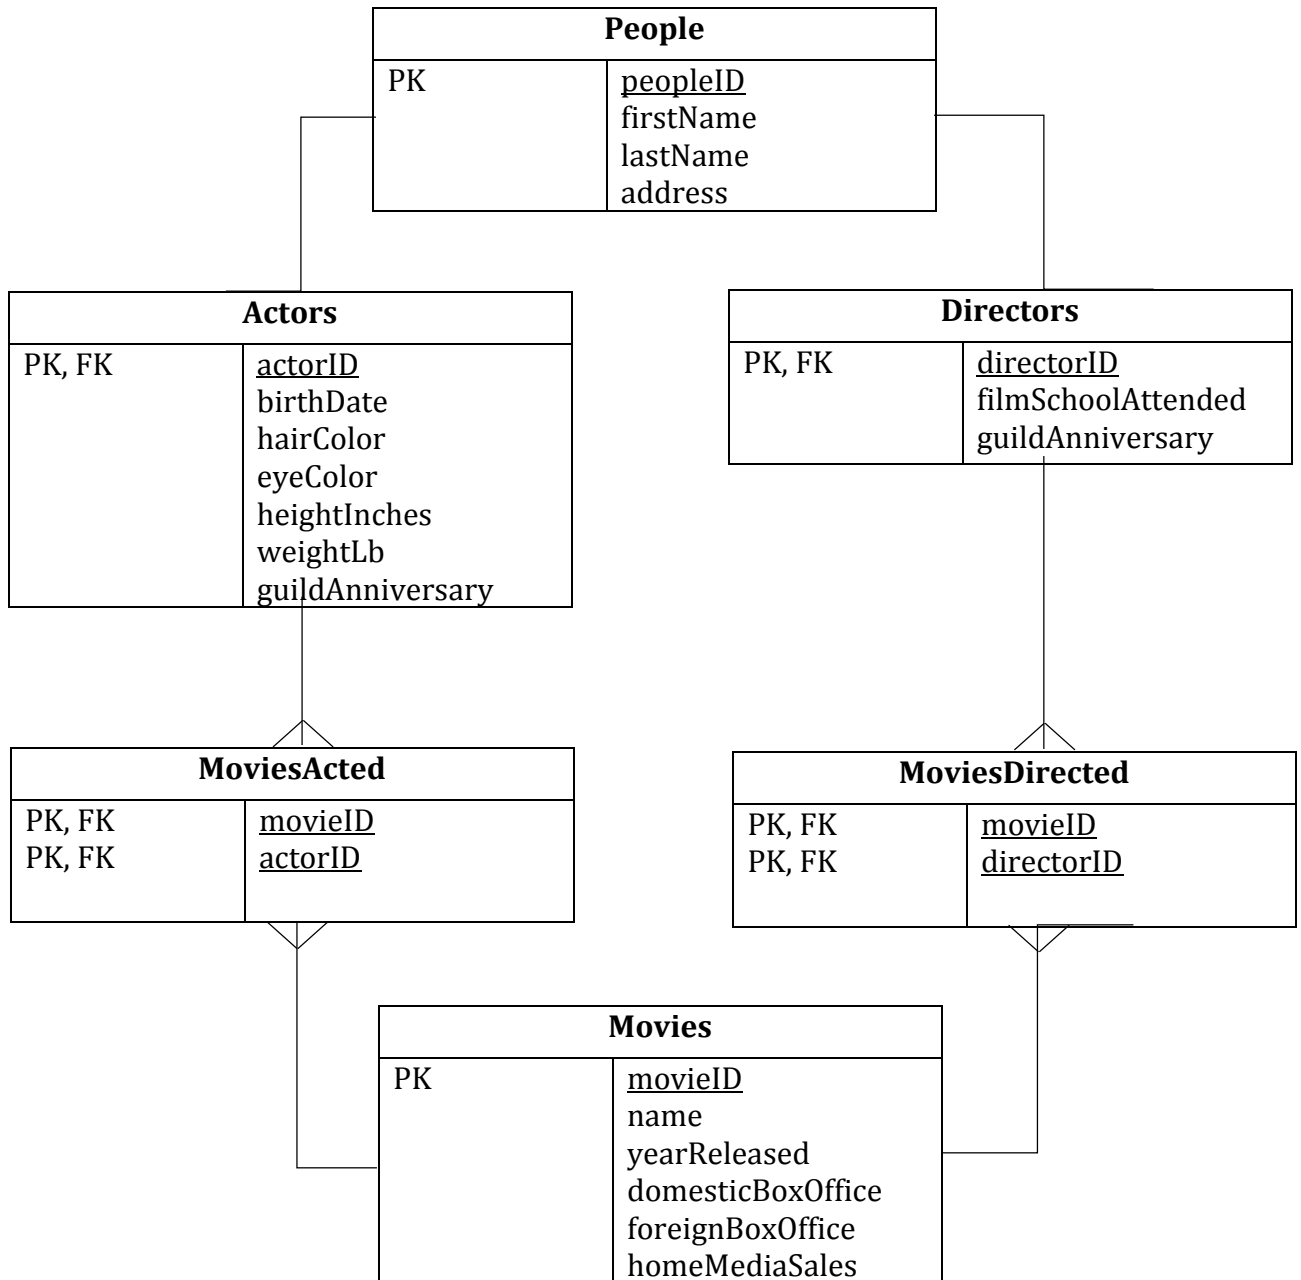 People
PK peopleID
firstName
lastName
address
Actors
PK, FK actorID
birthDate
hairColor
eyeColor
heightInches
weightLb
guildAnniversary
Directors
PK, FK directorID
filmSchoolAttended
guildAnniversary
MoviesActed
PK, FK movieID
PK, FK actorID
MoviesDirected
PK, FK movieID
PK, FK directorID
Movies
PK movieID
name
yearReleased
domesticBoxOffice
foreignBoxOffice
homeMediaSales